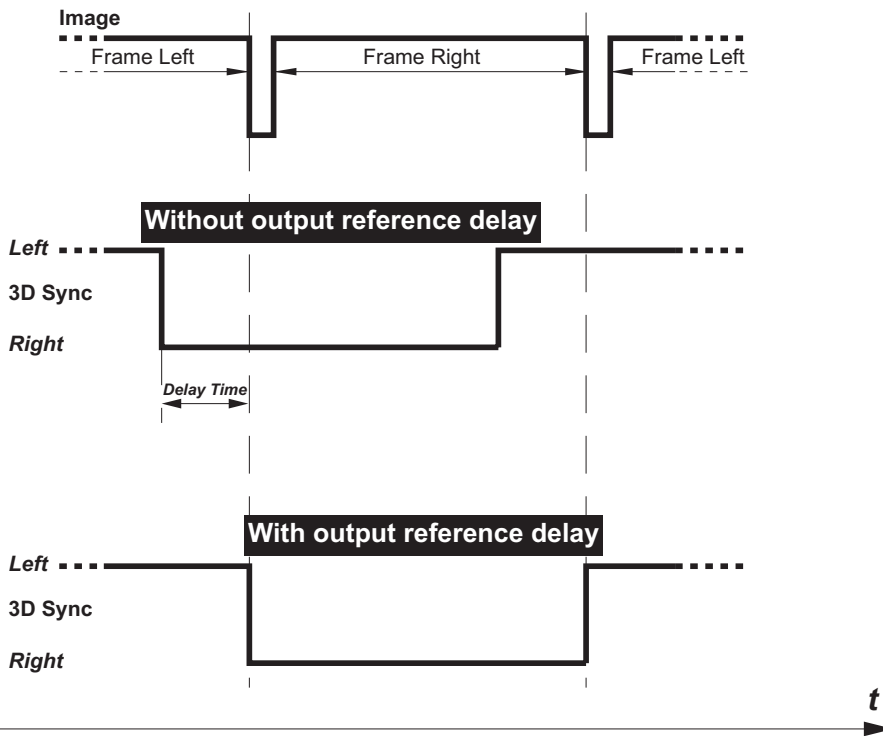 Image
Frame Left
Frame Right
Frame Left
Without output reference delay
Left
3D Sync
Right
Delay Time
With output reference delay
Left
3D Sync
Right
t